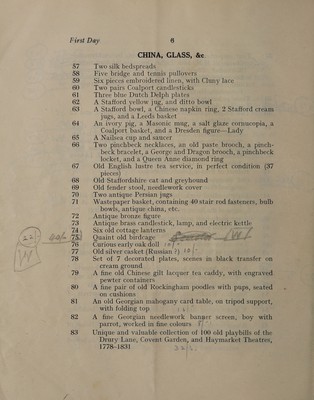 First Day
6
CHINA, GLASS, &c
57 Two silk bedspreads
58 Five bridge and tennis pullovers
59 Six pieces embroidered linen, with Cluny lace
60 Two pairs Coalport candlesticks
61 Three blue Dutch Delph plates
62 A Stafford yellow jug, and ditto bowl
63 A Stafford bowl, a Chinese napkin ring, 2 Stafford cream
jugs, and a Leeds basket
64 An ivory pig, a Masonic mug, a salt glaze cornucopia, a
Coalport basket, and a Dresden figure—Lady
65 A Nailsea cup and saucer
66 Two pinchbeck necklaces, an old paste brooch, a pinch-
beck bracelet, a George and Dragon brooch, a pinchbeck
locket, and a Queen Anne diamond ring
67 Old English lustre tea service, in perfect condition (37
pieces)
68 Old Staffordshire cat and greyhound
69 Old fender stool, needlework cover
70 Two antique Persian jugs
71 Wastepaper basket, containing 40 stair rod fasteners, bulb
bowls, antique china, etc.
72 Antique bronze figure
73 Antique brass candlestick, lamp, and electric kettle
74 Six old cottage lanterns
75 Quaint old birdcage
76 Curious early oak doll
77 Old silver casket (Russian ?)
78 Set of 7 decorated plates, scenes in black transfer on
cream ground
79 A fine old Chinese gilt lacquer tea caddy, with engraved
pewter containers
80 A fine pair of old Rockingham poodles with pups, seated
on cushions
81 An old Georgian mahogany card table, on tripod support,
with folding top
82 A fine Georgian needlework banner screen, boy with
parrot, worked in fine colours
83 Unique and valuable collection of 100 old playbills of the
Drury Lane, Covent Garden, and Haymarket Theatres,
1778-1831